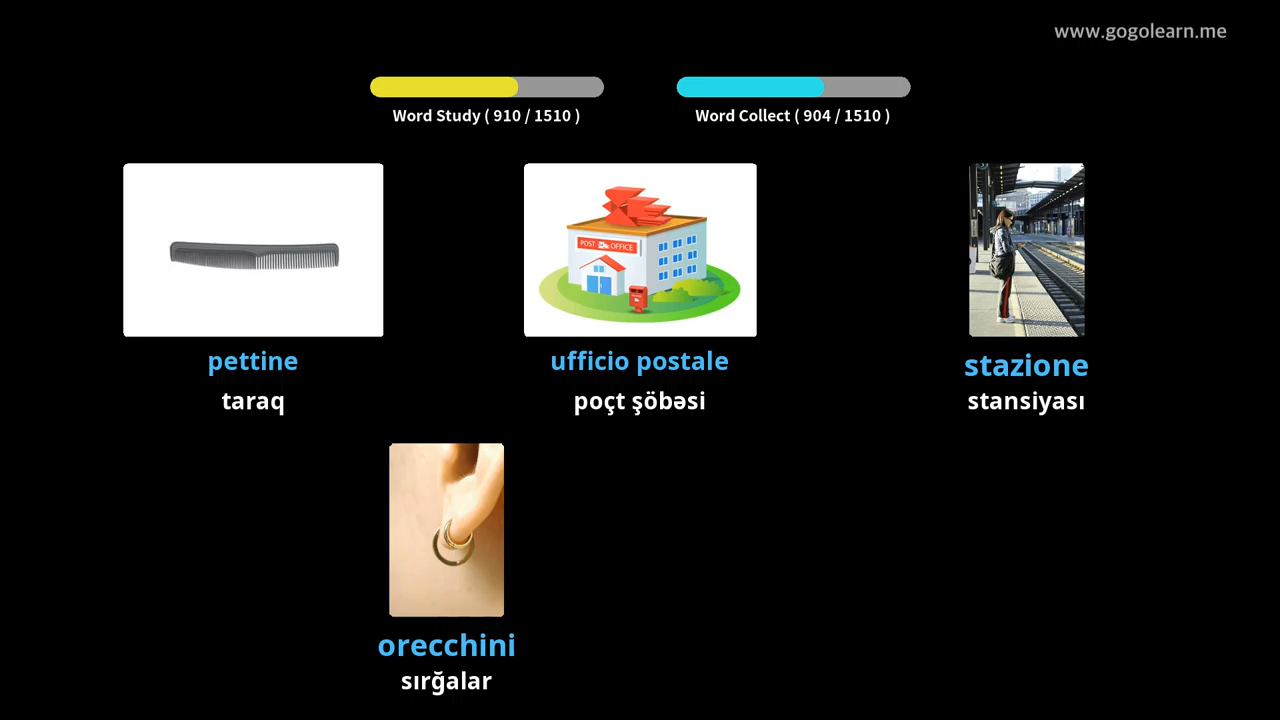 www.gogolearn.me
Word Study ( 910 / 1510 )
Word Collect ( 904 / 1510 )
POST OFFICE
pettine
ufficio postale
stazione
taraq
poçt şöbəsi
stansiyası
orecchini
sırğalar